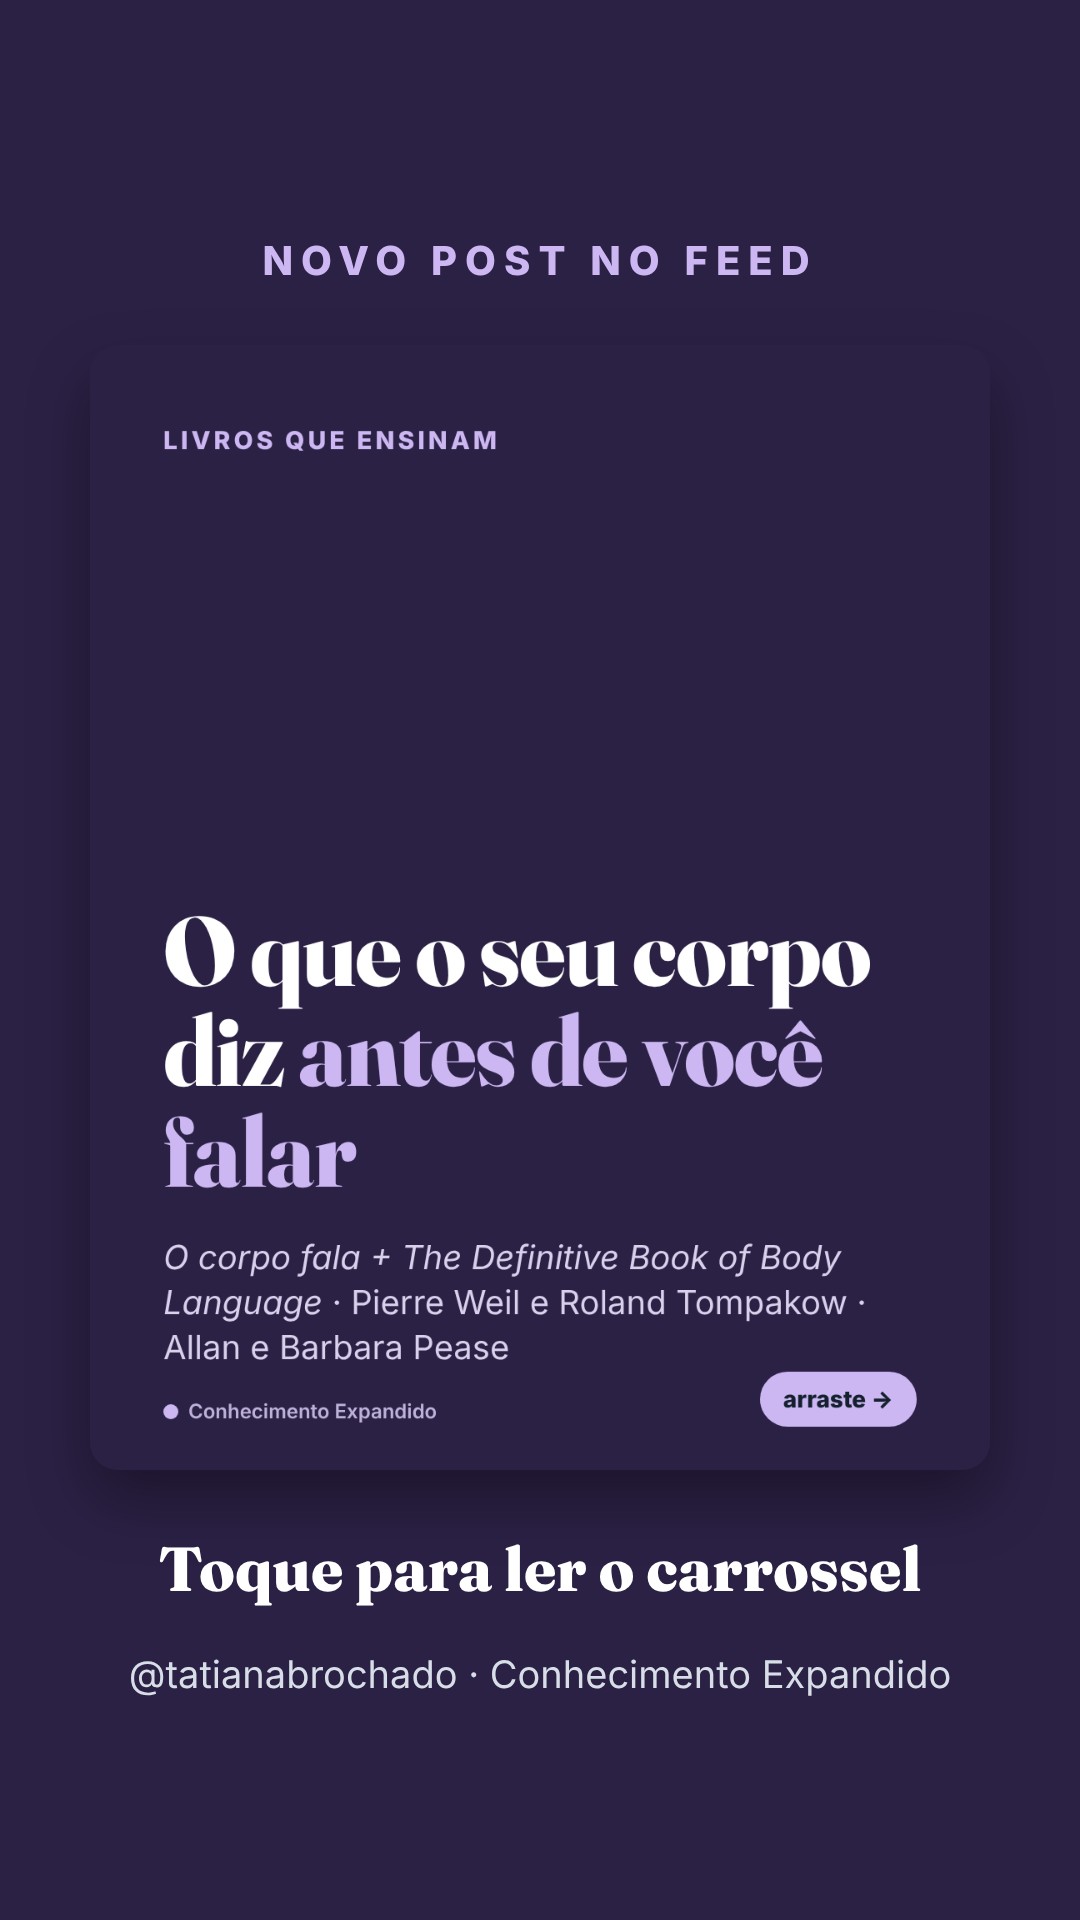 NOVO POST NO FEED
LIVROS QUE ENSINAM
O que o seu corpo
diz antes de você
falar
O corpo fala + The Definitive Book of Body
Language · Pierre Weil e Roland Tompakow ·
Allan e Barbara Pease
Conhecimento Expandido
arraste →
Toque para ler o carrossel
@tatianabrochado · Conhecimento Expandido